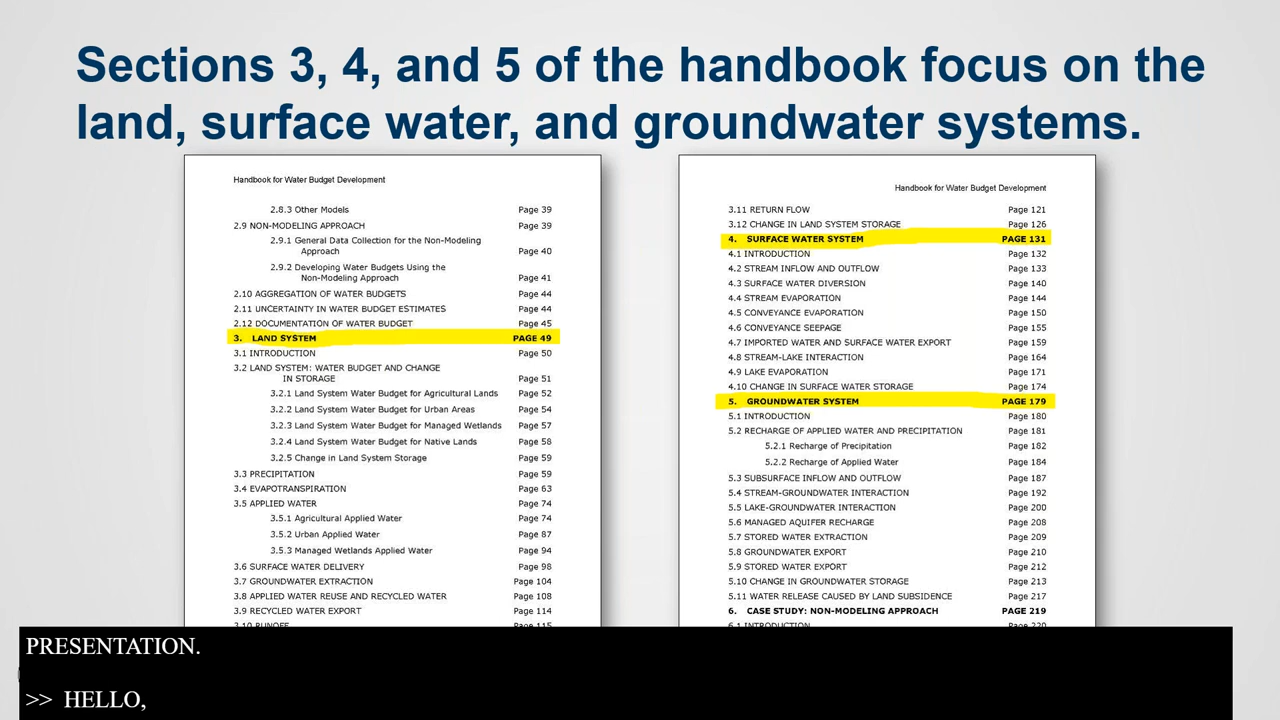 Sections 3, 4, and 5 of the handbook focus on the
land, surface water, and groundwater systems.
Handbook for Water Budget Development
2.8.3 Other Models Page 39
2.9 NON-MODELING APPROACH Page 39
2.9.1 General Data Collection for the Non-Modeling
Approach Page 40
2.9.2 Developing Water Budgets Using the
Non-Modeling Approach Page 41
2.10 AGGREGATION OF WATER BUDGETS Page 44
2.11 UNCERTAINTY IN WATER BUDGET ESTIMATES Page 44
2.12 DOCUMENTATION OF WATER BUDGET Page 45
3. LAND SYSTEM PAGE 49
3.1 INTRODUCTION Page 50
3.2 LAND SYSTEM: WATER BUDGET AND CHANGE
IN STORAGE Page 51
3.2.1 Land System Water Budget for Agricultural Lands Page 52
3.2.2 Land System Water Budget for Urban Areas Page 54
3.2.3 Land System Water Budget for Managed Wetlands Page 57
3.2.4 Land System Water Budget for Native Lands Page 58
3.2.5 Change in Land System Storage Page 59
3.3 PRECIPITATION Page 59
3.4 EVAPOTRANSPIRATION Page 63
3.5 APPLIED WATER Page 74
3.5.1 Agricultural Applied Water Page 74
3.5.2 Urban Applied Water Page 87
3.5.3 Managed Wetlands Applied Water Page 94
3.6 SURFACE WATER DELIVERY Page 98
3.7 GROUNDWATER EXTRACTION Page 104
3.8 APPLIED WATER REUSE AND RECYCLED WATER Page 108
3.9 RECYCLED WATER EXPORT Page 114
3.10 RUNOFF Page 115
Handbook for Water Budget Development
3.11 RETURN FLOW Page 121
3.12 CHANGE IN LAND SYSTEM STORAGE Page 126
4. SURFACE WATER SYSTEM PAGE 131
4.1 INTRODUCTION Page 132
4.2 STREAM INFLOW AND OUTFLOW Page 133
4.3 SURFACE WATER DIVERSION Page 140
4.4 STREAM EVAPORATION Page 144
4.5 CONVEYANCE EVAPORATION Page 150
4.6 CONVEYANCE SEEPAGE Page 155
4.7 IMPORTED WATER AND SURFACE WATER EXPORT Page 159
4.8 STREAM-LAKE INTERACTION Page 164
4.9 LAKE EVAPORATION Page 171
4.10 CHANGE IN SURFACE WATER STORAGE Page 174
5. GROUNDWATER SYSTEM PAGE 179
5.1 INTRODUCTION Page 180
5.2 RECHARGE OF APPLIED WATER AND PRECIPITATION Page 181
5.2.1 Recharge of Precipitation Page 182
5.2.2 Recharge of Applied Water Page 184
5.3 SUBSURFACE INFLOW AND OUTFLOW Page 187
5.4 STREAM-GROUNDWATER INTERACTION Page 192
5.5 LAKE-GROUNDWATER INTERACTION Page 200
5.6 MANAGED AQUIFER RECHARGE Page 208
5.7 STORED WATER EXTRACTION Page 209
5.8 GROUNDWATER EXPORT Page 210
5.9 STORED WATER EXPORT Page 212
5.10 CHANGE IN GROUNDWATER STORAGE Page 213
5.11 WATER RELEASE CAUSED BY LAND SUBSIDENCE Page 217
6. CASE STUDY: NON-MODELING APPROACH PAGE 219
6.1 INTRODUCTION Page 220
PRESENTATION.
>> HELLO,